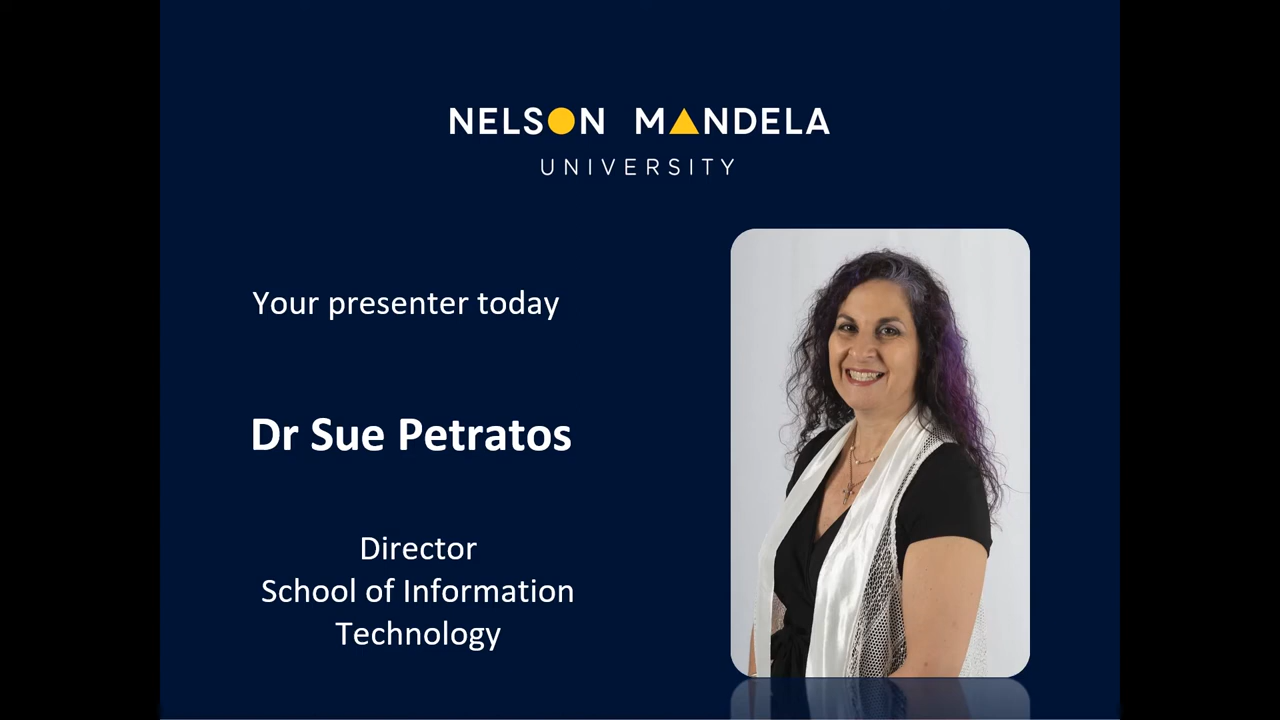 NELSON MANDELA
UNIVERSITY
Your presenter today
Dr Sue Petratos
Director
School of Information
Technology